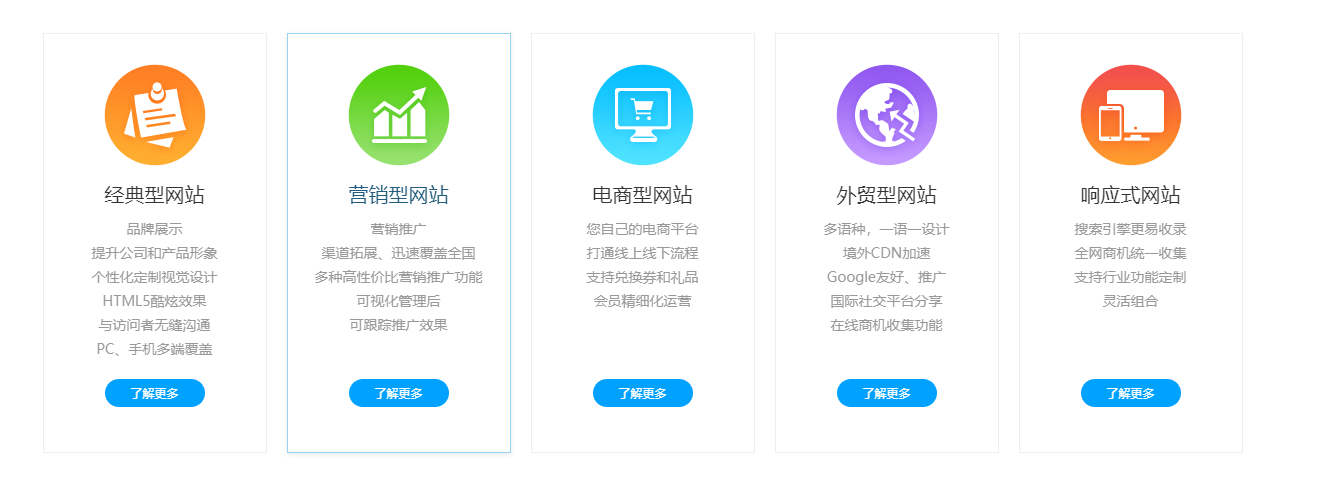 经典型网站
品牌展示
提升公司和产品形象
个性化定制视觉设计
HTML5酷炫效果
与访问者无缝沟通
PC、手机多端覆盖
了解更多
营销型网站
营销推广
渠道拓展、迅速覆盖全国
多种高性价比营销推广功能
可视化管理后
可跟踪推广效果
了解更多
电商型网站
您自己的电商平台
打通线上线下流程
支持兑换券和礼品
会员精细化运营
了解更多
外贸型网站
多语种，一语一设计
境外CDN加速
Google友好、推广
国际社交平台分享
在线商机收集功能
了解更多
响应式网站
搜索引擎更易收录
全网商机统一收集
支持行业功能定制
灵活组合
了解更多